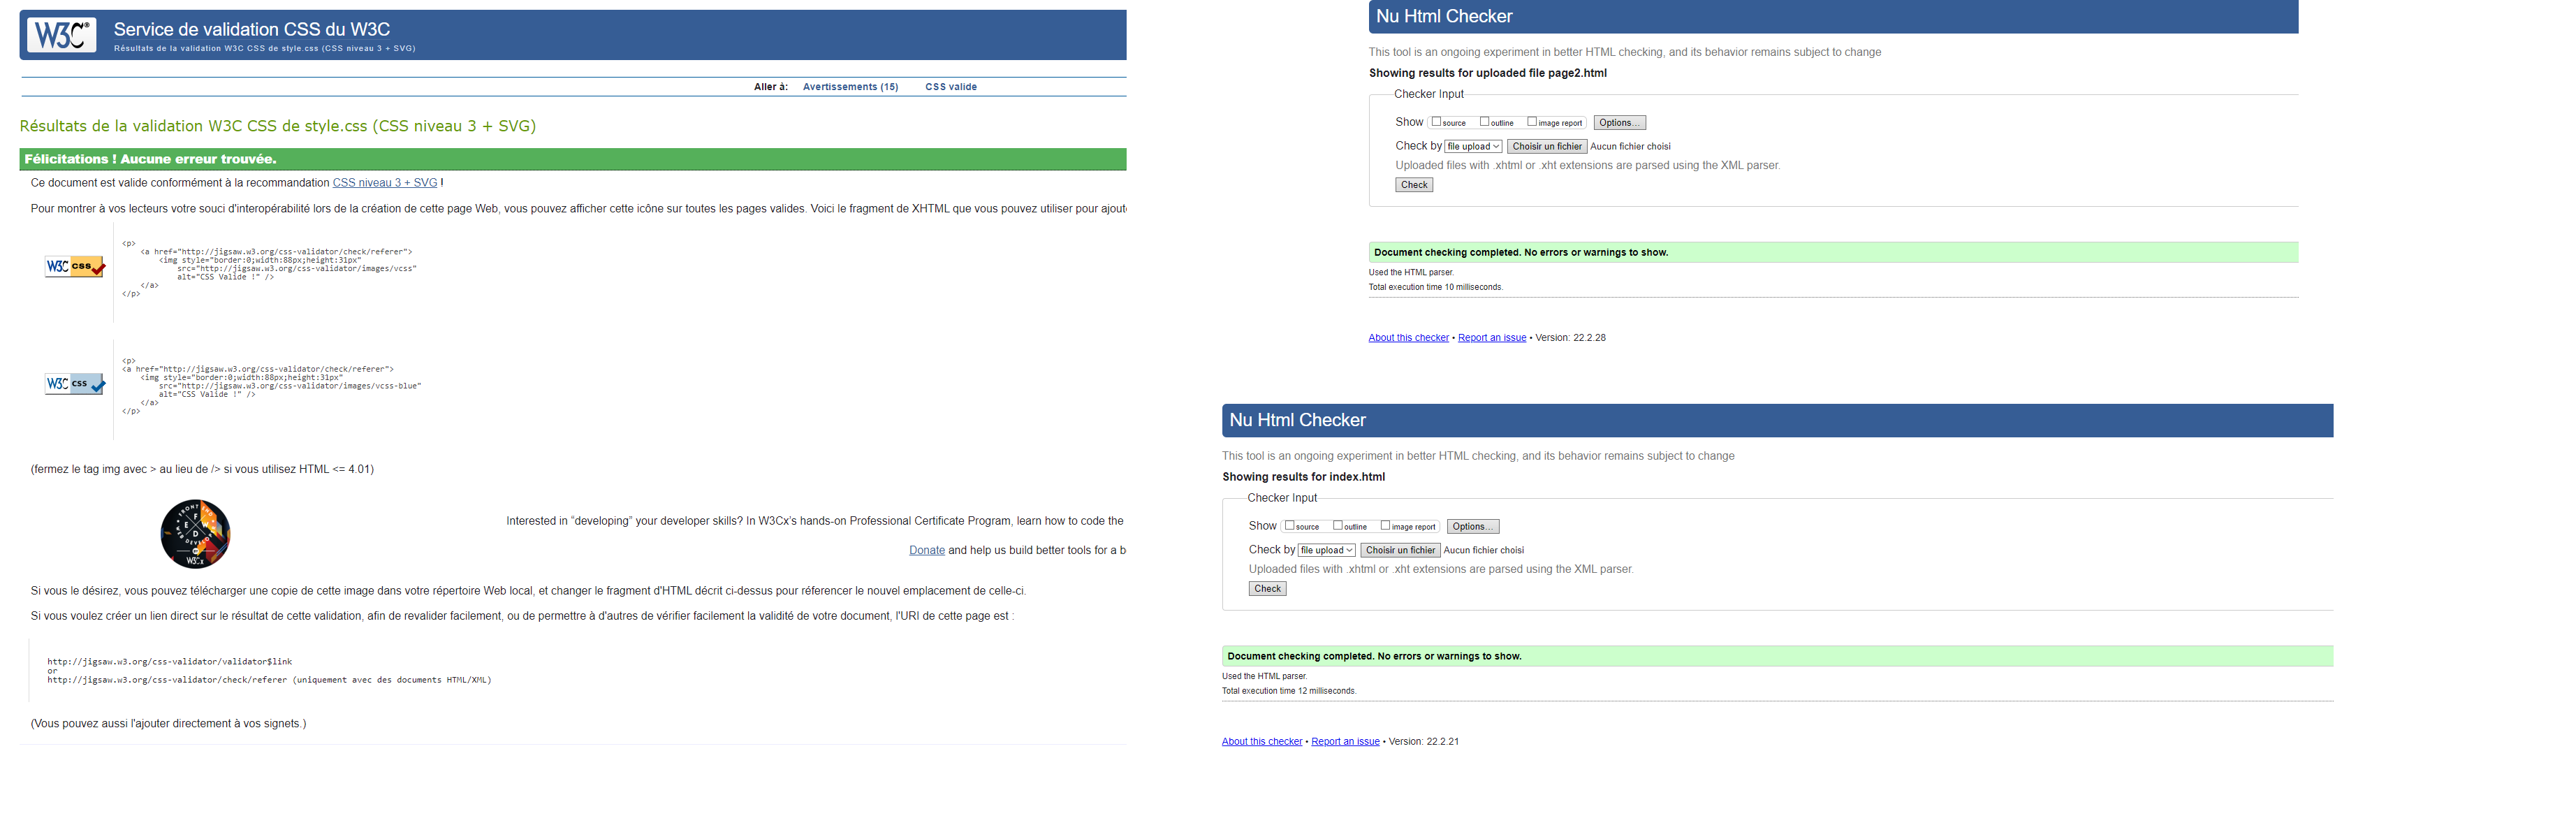 W3C®
Service de validation CSS du W3C
Résultats de la validation W3C CSS de style.css (CSS niveau 3 + SVG)
Aller à: Avertissements (15) CSS valide
Résultats de la validation W3C CSS de style.css (CSS niveau 3 + SVG)
Félicitations ! Aucune erreur trouvée.
Ce document est valide conformément à la recommandation CSS niveau 3 + SVG !
Pour montrer à vos lecteurs votre souci d'interopérabilité lors de la création de cette page Web, vous pouvez afficher cette icône sur toutes les pages valides. Voici le fragment de XHTML que vous pouvez utiliser pour ajout
W3C css
<p>
<a href="http://jigsaw.w3.org/css-validator/check/referer">
<img style="border:0;width:88px;height:31px"
src="http://jigsaw.w3.org/css-validator/images/vcss"
alt="CSS Valide !" />
</a>
</p>
W3C css
<p>
<a href="http://jigsaw.w3.org/css-validator/check/referer">
<img style="border:0;width:88px;height:31px"
src="http://jigsaw.w3.org/css-validator/images/vcss-blue"
alt="CSS Valide !" />
</a>
</p>
(fermez le tag img avec > au lieu de /> si vous utilisez HTML <= 4.01)
FRONT END
F
E W
D
WEB DEVELOPER
W3Cx
Interested in “developing” your developer skills? In W3Cx’s hands-on Professional Certificate Program, learn how to code the
Donate and help us build better tools for a b
Si vous le désirez, vous pouvez télécharger une copie de cette image dans votre répertoire Web local, et changer le fragment d'HTML décrit ci-dessus pour réferencer le nouvel emplacement de celle-ci.
Si vous voulez créer un lien direct sur le résultat de cette validation, afin de revalider facilement, ou de permettre à d'autres de vérifier facilement la validité de votre document, l'URI de cette page est :
http://jigsaw.w3.org/css-validator/validator$link
or
http://jigsaw.w3.org/css-validator/check/referer (uniquement avec des documents HTML/XML)
(Vous pouvez aussi l'ajouter directement à vos signets.)
Nu Html Checker
This tool is an ongoing experiment in better HTML checking, and its behavior remains subject to change
Showing results for uploaded file page2.html
Checker Input
Show source outline image report Options...
Check by file upload Choisir un fichier Aucun fichier choisi
Uploaded files with .xhtml or .xht extensions are parsed using the XML parser.
Check
Document checking completed. No errors or warnings to show.
Used the HTML parser.
Total execution time 10 milliseconds.
About this checker • Report an issue • Version: 22.2.28
Nu Html Checker
This tool is an ongoing experiment in better HTML checking, and its behavior remains subject to change
Showing results for index.html
Checker Input
Show source outline image report Options...
Check by file upload Choisir un fichier Aucun fichier choisi
Uploaded files with .xhtml or .xht extensions are parsed using the XML parser.
Check
Document checking completed. No errors or warnings to show.
Used the HTML parser.
Total execution time 12 milliseconds.
About this checker • Report an issue • Version: 22.2.21